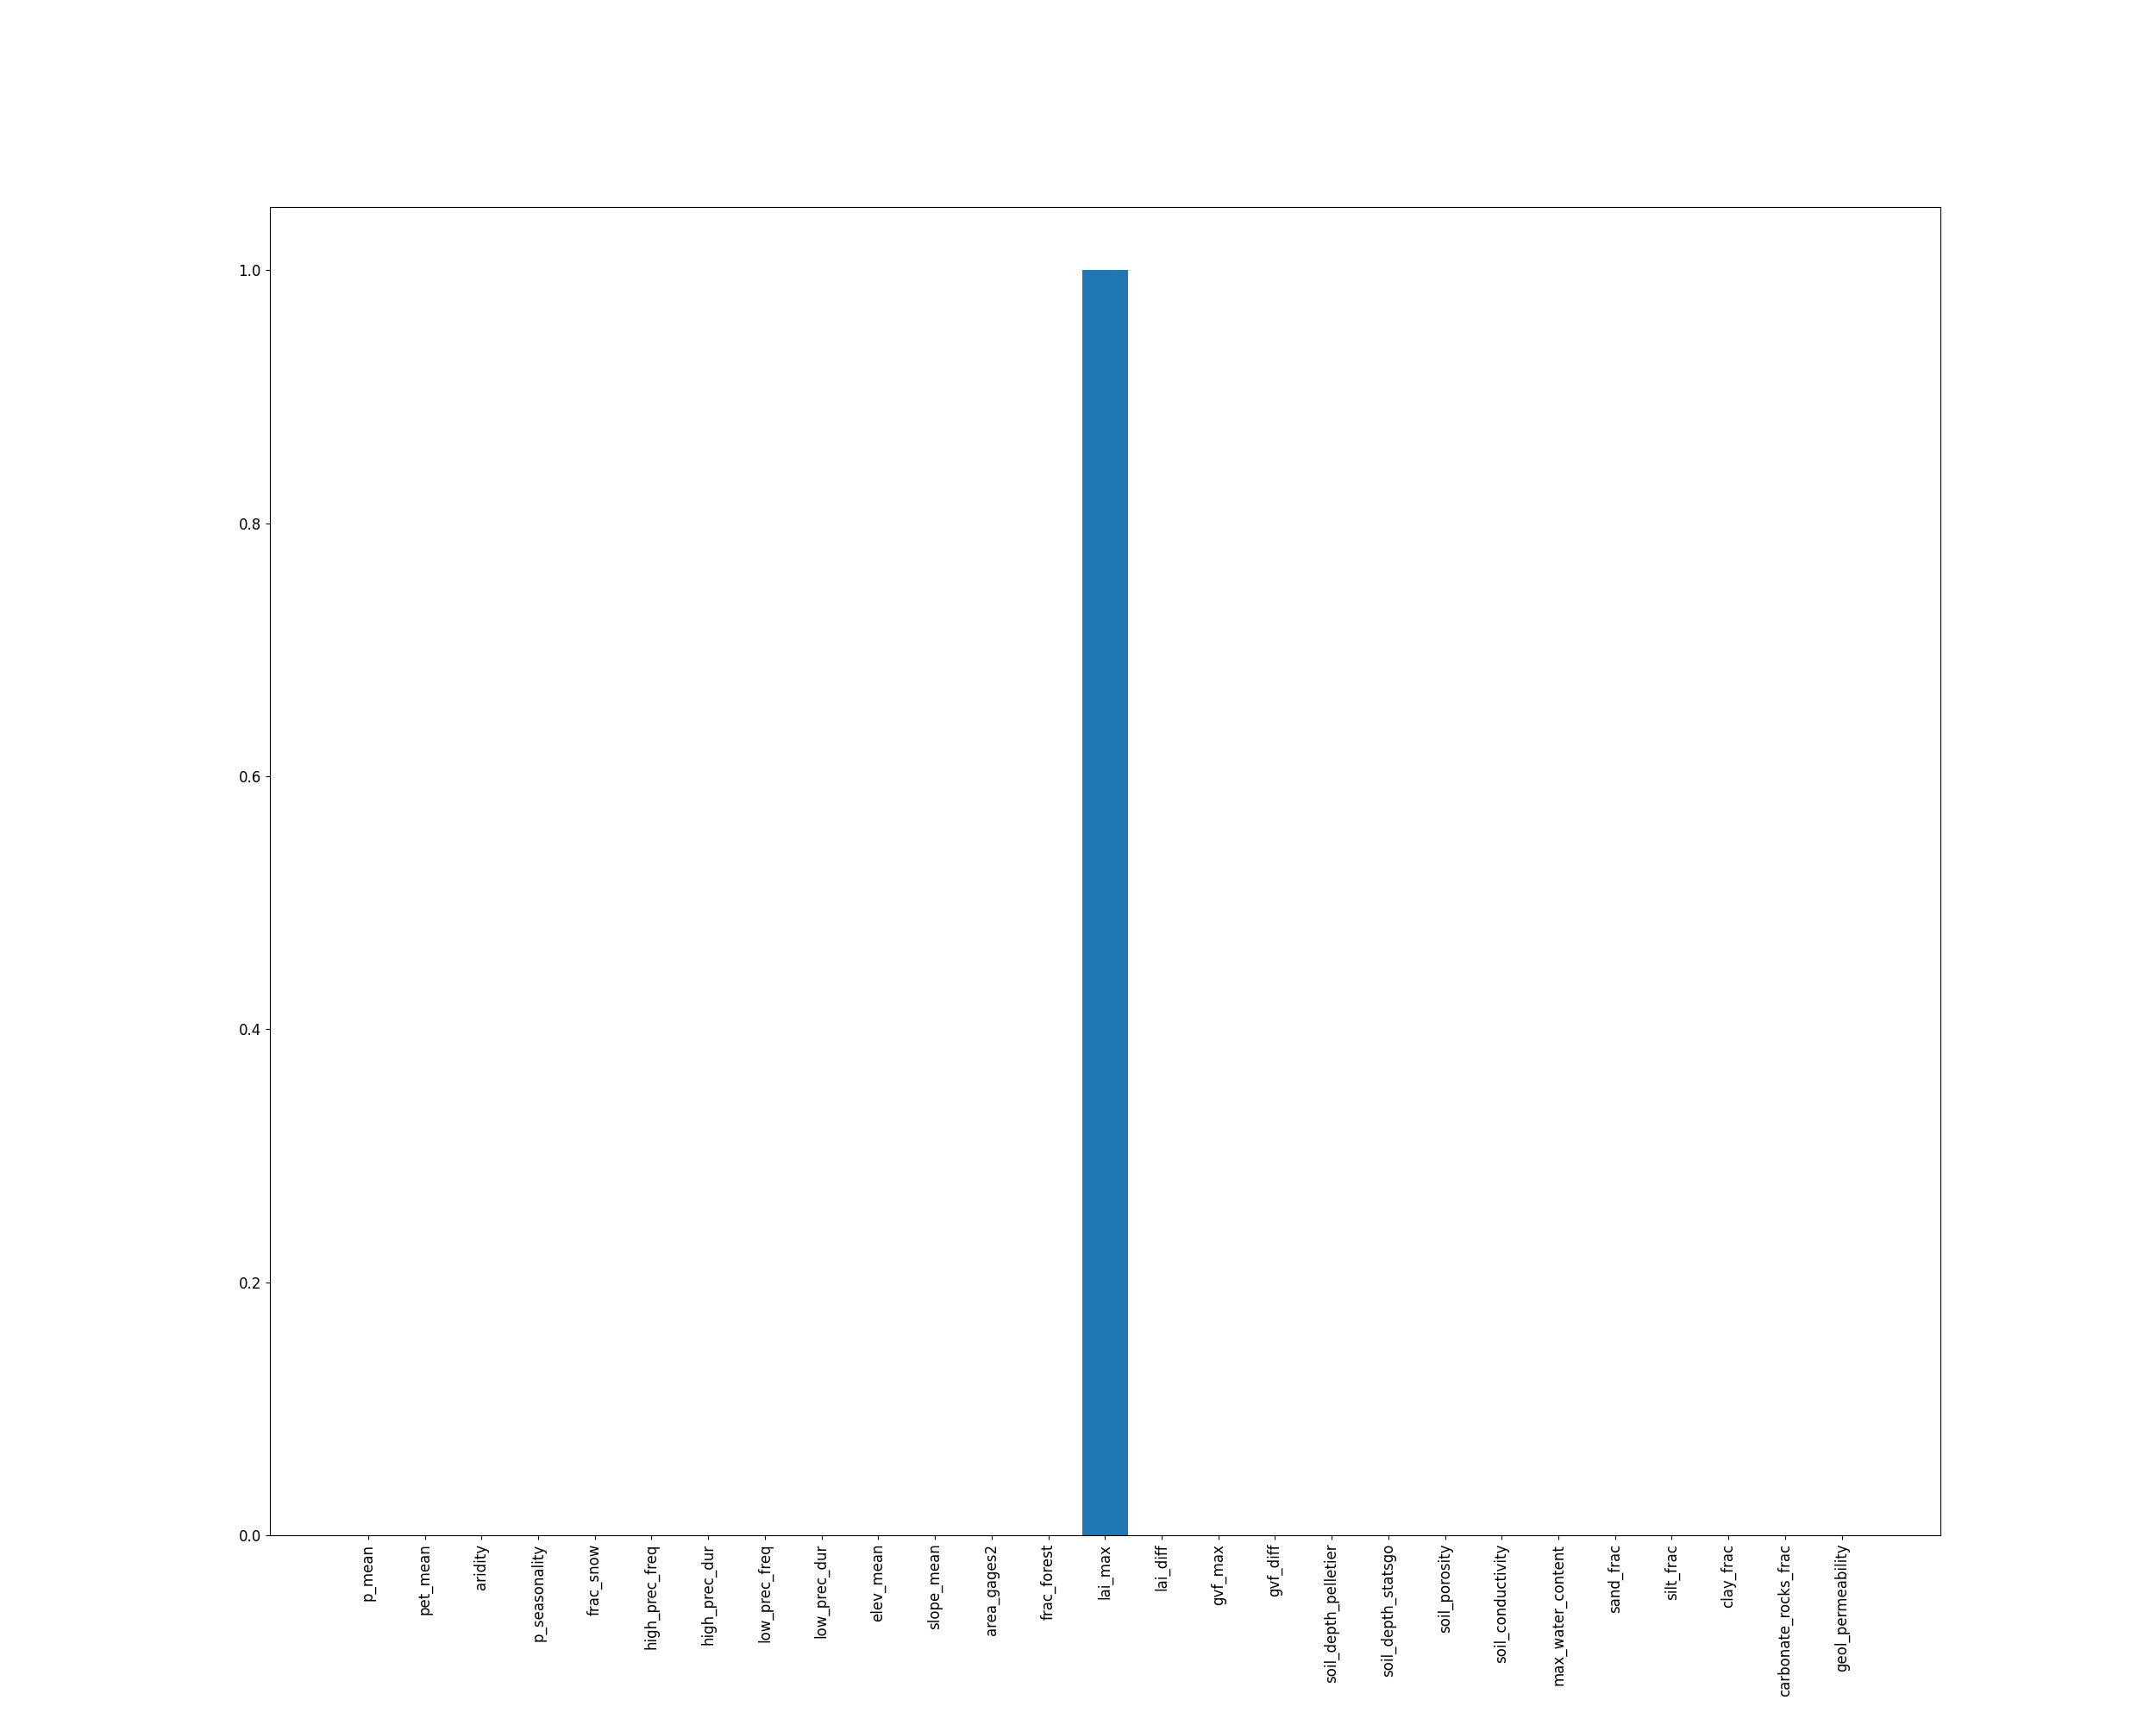 1.0
0.8
0.6
0.4
0.2
0.0
p_mean
pet_mean
aridity
p_seasonality
frac_snow
high_prec_freq
high_prec_dur
low_prec_freq
low_prec_dur
elev_mean
slope_mean
area_gages2
frac_forest
lai_max
lai_diff
gvf_max
gvf_diff
soil_depth_pelletier
soil_depth_statsgo
soil_porosity
soil_conductivity
max_water_content
sand_frac
silt_frac
clay_frac
carbonate_rocks_frac
geol_permeability